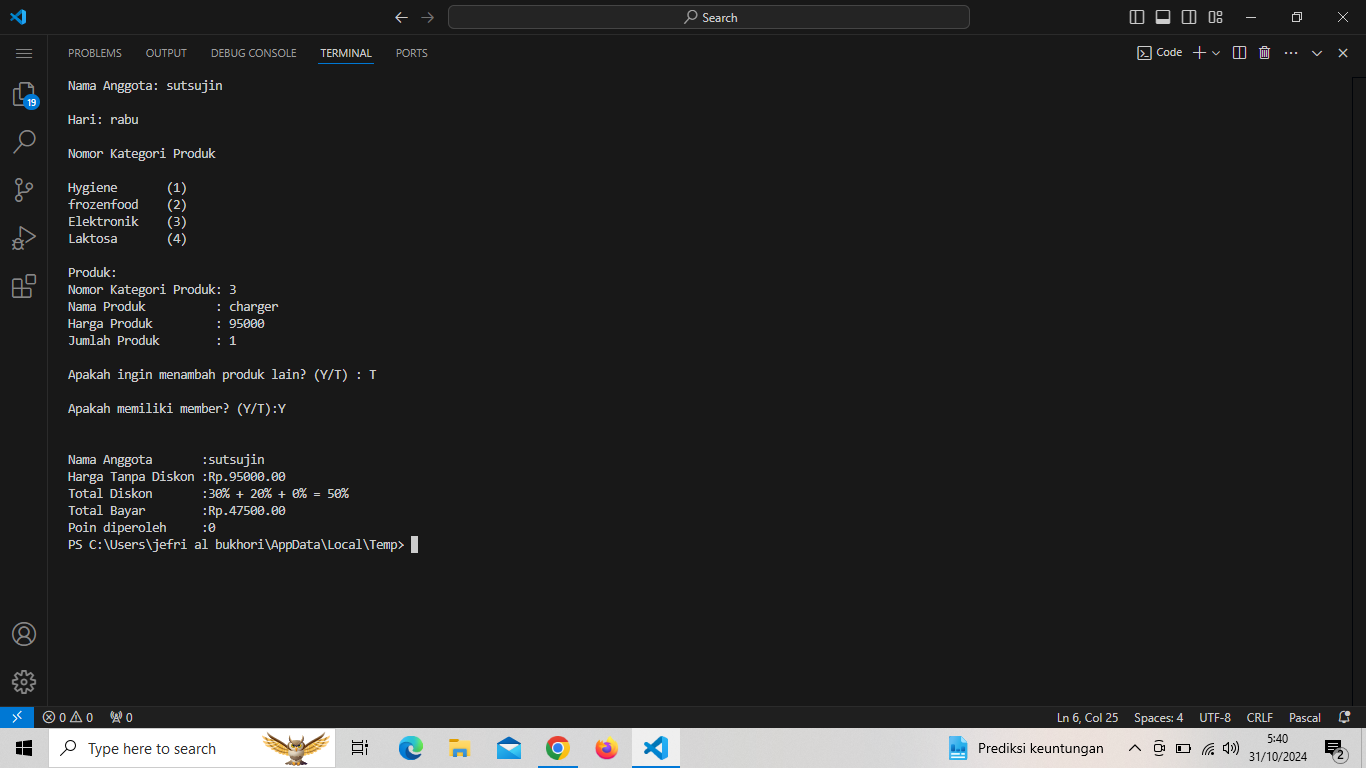 Search
PROBLEMS OUTPUT DEBUG CONSOLE TERMINAL PORTS
Code
19
Nama Anggota: sutsujin
Hari: rabu
Nomor Kategori Produk
Hygiene (1)
frozenfood (2)
Elektronik (3)
Laktosa (4)
Produk:
Nomor Kategori Produk: 3
Nama Produk : charger
Harga Produk : 95000
Jumlah Produk : 1
Apakah ingin menambah produk lain? (Y/T) : T
Apakah memiliki member? (Y/T):Y
Nama Anggota :sutsujin
Harga Tanpa Diskon :Rp.95000.00
Total Diskon :30% + 20% + 0% = 50%
Total Bayar :Rp.47500.00
Poin diperoleh :0
PS C:\Users\jefri al bukhori\AppData\Local\Temp>
0 0 0 Ln 6, Col 25 Spaces: 4 UTF-8 CRLF Pascal
Type here to search
Prediksi keuntungan
5:40
31/10/2024
2